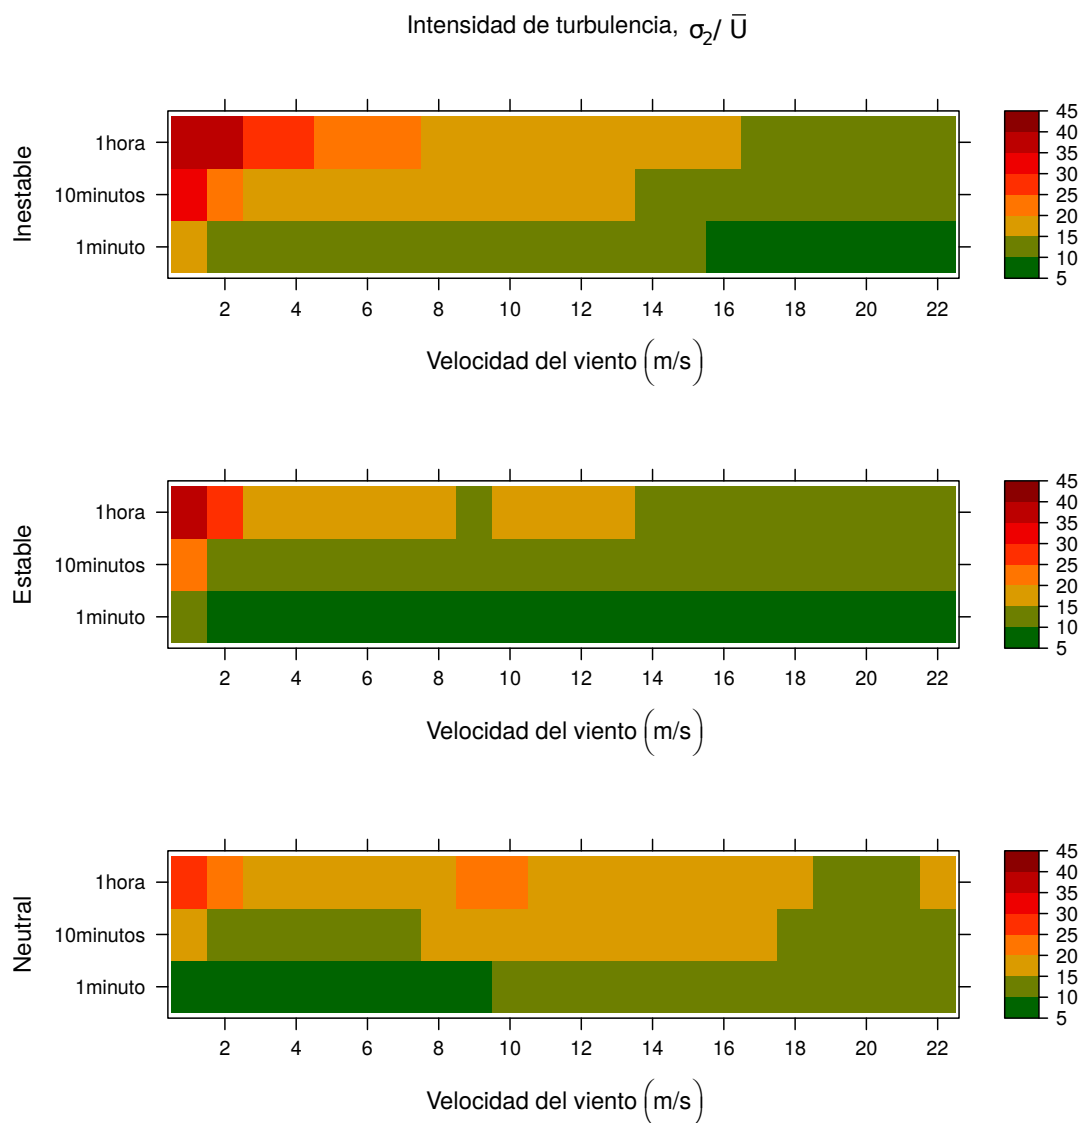 Intensidad de turbulencia, σ₂/ Ū
Inestable
1hora
10minutos
1minuto
2 4 6 8 10 12 14 16 18 20 22
Velocidad del viento (m/s)
45
40
35
30
25
20
15
10
5
Estable
1hora
10minutos
1minuto
2 4 6 8 10 12 14 16 18 20 22
Velocidad del viento (m/s)
45
40
35
30
25
20
15
10
5
Neutral
1hora
10minutos
1minuto
2 4 6 8 10 12 14 16 18 20 22
Velocidad del viento (m/s)
45
40
35
30
25
20
15
10
5